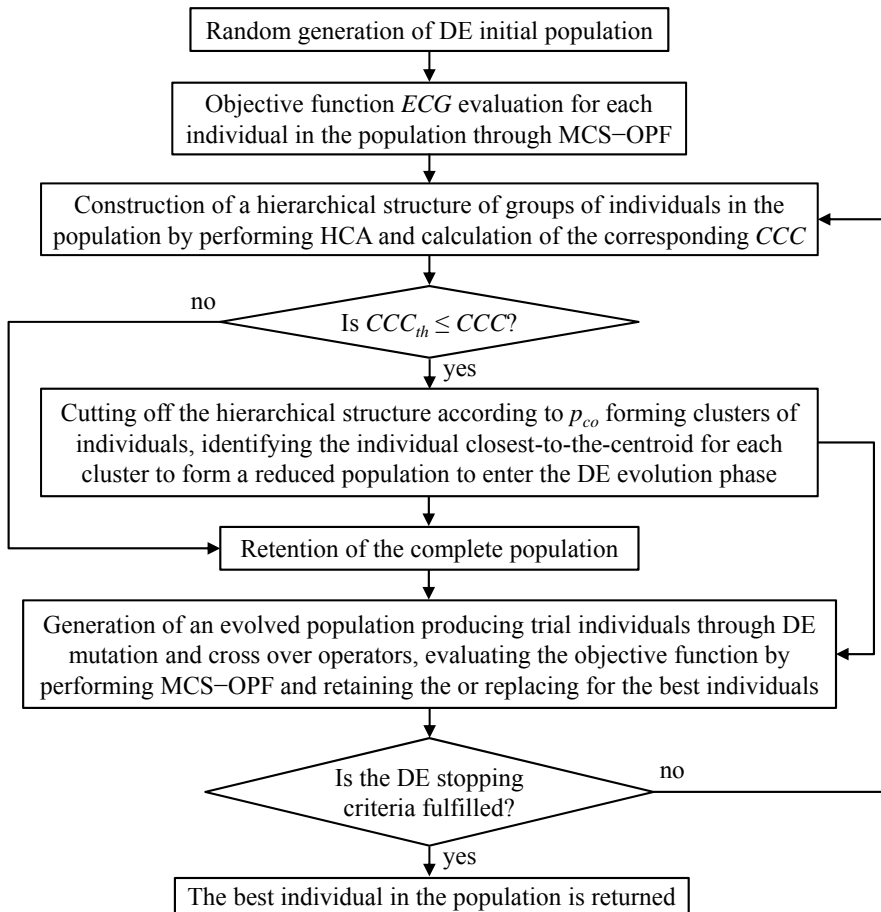 Random generation of DE initial population
Objective function ECG evaluation for each
individual in the population through MCS−OPF
Construction of a hierarchical structure of groups of individuals in the
population by performing HCA and calculation of the corresponding CCC
no
Is CCC_th ≤ CCC?
yes
Cutting off the hierarchical structure according to p_co forming clusters of
individuals, identifying the individual closest-to-the-centroid for each
cluster to form a reduced population to enter the DE evolution phase
Retention of the complete population
Generation of an evolved population producing trial individuals through DE
mutation and cross over operators, evaluating the objective function by
performing MCS−OPF and retaining the or replacing for the best individuals
Is the DE stopping
criteria fulfilled?
no
yes
The best individual in the population is returned